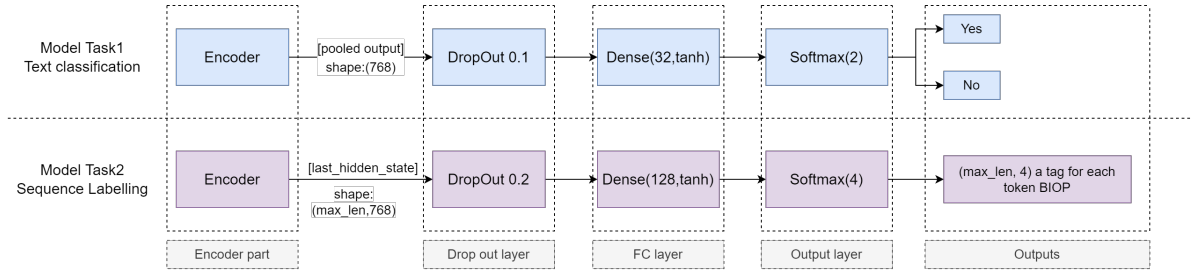 Model Task1
Text classification
Encoder
[pooled output]
shape:(768)
DropOut 0.1
Dense(32,tanh)
Softmax(2)
Yes
No
Model Task2
Sequence Labelling
Encoder
[last_hidden_state]
shape:
(max_len,768)
DropOut 0.2
Dense(128,tanh)
Softmax(4)
(max_len, 4) a tag for each
token BIOP
Encoder part
Drop out layer
FC layer
Output layer
Outputs